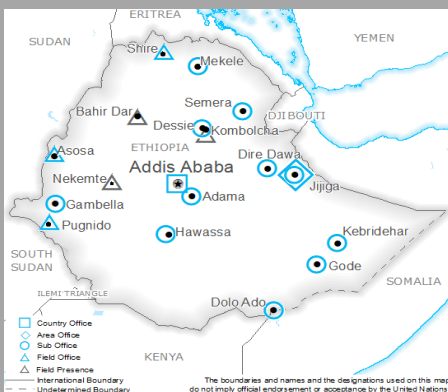 ERITREA
SUDAN
YEMEN
Shire
Mekele
Semera
Bahir Dar
DJIBOUTI
Dessie
Kombolcha
ETHIOPIA
Asosa
Addis Ababa
Dire Dawa
Nekemte
Jijiga
Gambella
Adama
Pugnido
Hawassa
Kebridehar
SOUTH
SUDAN
Gode
SOMALIA
ILEMI TRIANGLE
Dolo Ado
KENYA
Country Office
Area Office
Sub Office
Field Office
Field Presence
International Boundary
Undetermined Boundary
The boundaries and names and the designations used on this map
do not imply official endorsement or acceptance by the United Nations